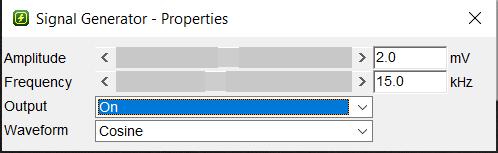 Signal Generator - Properties
Amplitude < > 2.0 mV
Frequency < > 15.0 kHz
Output On
Waveform Cosine